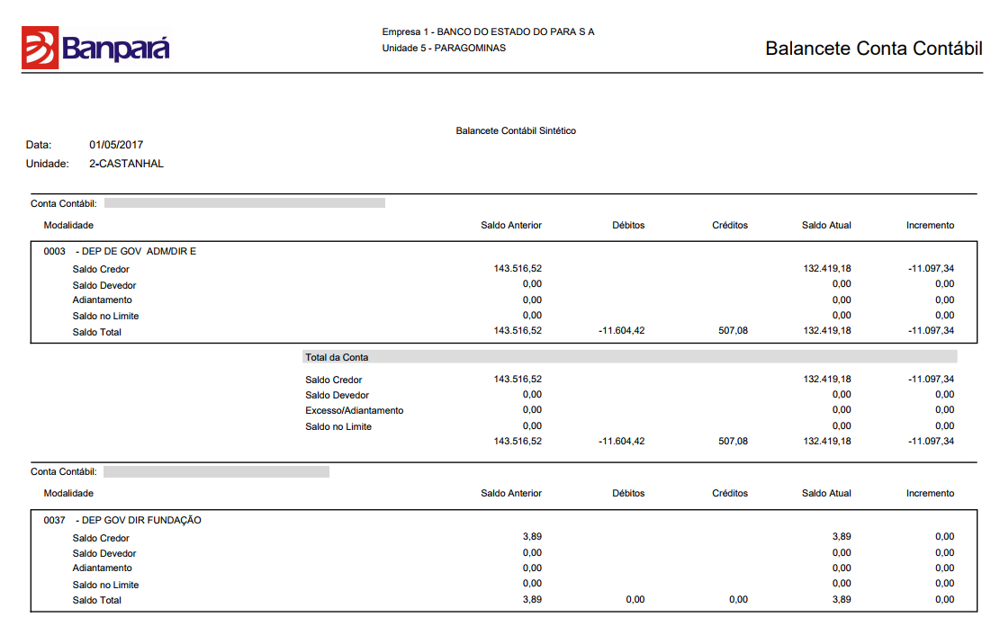 Banpará
Empresa 1 - BANCO DO ESTADO DO PARA S A
Unidade 5 - PARAGOMINAS
Balancete Conta Contábil
Balancete Contábil Sintético
Data: 01/05/2017
Unidade: 2-CASTANHAL
Conta Contábil:
Modalidade Saldo Anterior Débitos Créditos Saldo Atual Incremento
0003 - DEP DE GOV ADM/DIR E
Saldo Credor 143.516,52 132.419,18 -11.097,34
Saldo Devedor 0,00 0,00 0,00
Adiantamento 0,00 0,00 0,00
Saldo no Limite 0,00 0,00 0,00
Saldo Total 143.516,52 -11.604,42 507,08 132.419,18 -11.097,34
Total da Conta
Saldo Credor 143.516,52 132.419,18 -11.097,34
Saldo Devedor 0,00 0,00 0,00
Excesso/Adiantamento 0,00 0,00 0,00
Saldo no Limite 0,00 0,00 0,00
143.516,52 -11.604,42 507,08 132.419,18 -11.097,34
Conta Contábil:
Modalidade Saldo Anterior Débitos Créditos Saldo Atual Incremento
0037 - DEP GOV DIR FUNDAÇÃO
Saldo Credor 3,89 3,89 0,00
Saldo Devedor 0,00 0,00 0,00
Adiantamento 0,00 0,00 0,00
Saldo no Limite 0,00 0,00 0,00
Saldo Total 3,89 0,00 0,00 3,89 0,00